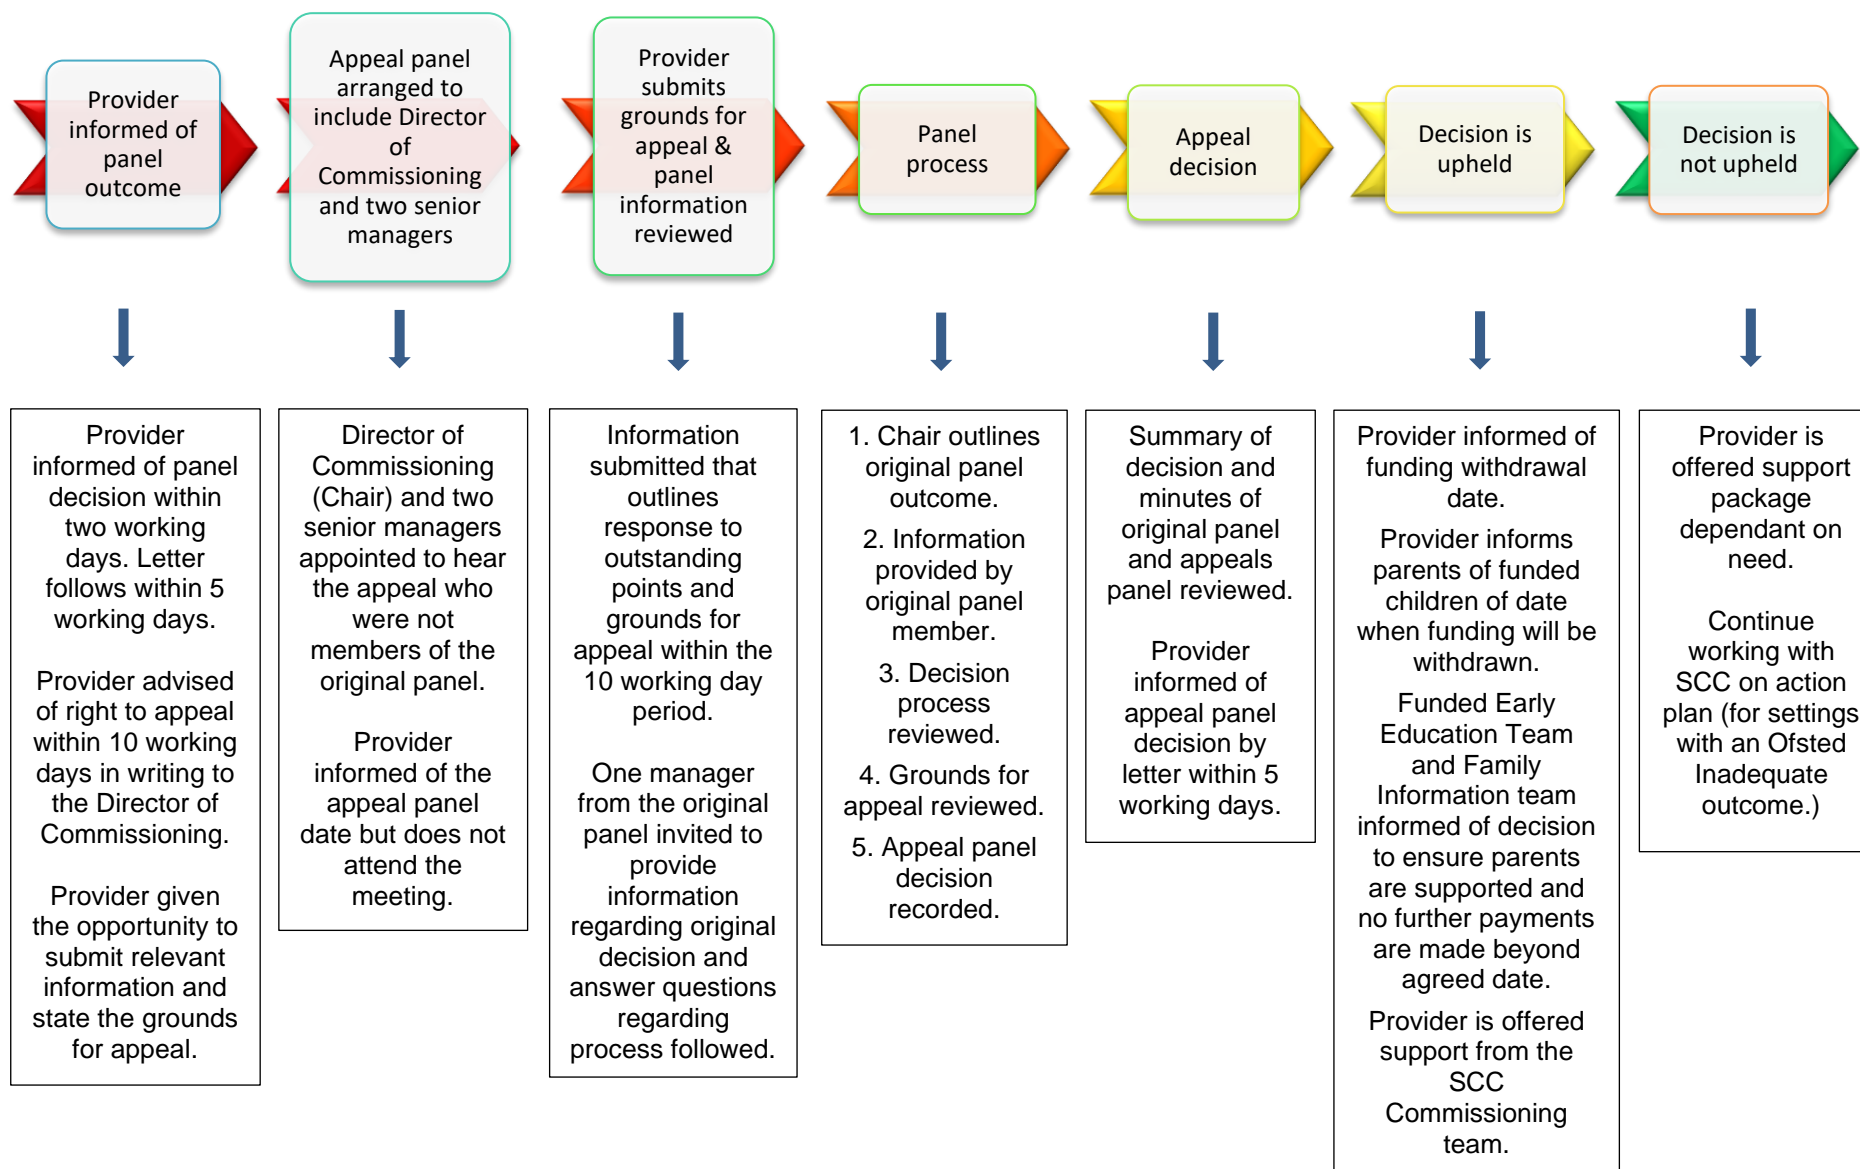 Provider
informed of
panel
outcome
Appeal panel
arranged to
include Director
of
Commissioning
and two senior
managers
Provider
submits
grounds for
appeal &
panel
information
reviewed
Panel
process
Appeal
decision
Decision is
upheld
Decision is
not upheld
Provider
informed of panel
decision within
two working
days. Letter
follows within 5
working days.
Provider advised
of right to appeal
within 10 working
days in writing to
the Director of
Commissioning.
Provider given
the opportunity to
submit relevant
information and
state the grounds
for appeal.
Director of
Commissioning
(Chair) and two
senior managers
appointed to hear
the appeal who
were not
members of the
original panel.
Provider
informed of the
appeal panel
date but does not
attend the
meeting.
Information
submitted that
outlines
response to
outstanding
points and
grounds for
appeal within the
10 working day
period.
One manager
from the original
panel invited to
provide
information
regarding original
decision and
answer questions
regarding
process followed.
1. Chair outlines
original panel
outcome.
2. Information
provided by
original panel
member.
3. Decision
process
reviewed.
4. Grounds for
appeal reviewed.
5. Appeal panel
decision
recorded.
Summary of
decision and
minutes of
original panel
and appeals
panel reviewed.
Provider
informed of
appeal panel
decision by
letter within 5
working days.
Provider informed of
funding withdrawal
date.
Provider informs
parents of funded
children of date
when funding will be
withdrawn.
Funded Early
Education Team
and Family
Information team
informed of decision
to ensure parents
are supported and
no further payments
are made beyond
agreed date.
Provider is offered
support from the
SCC
Commissioning
team.
Provider is
offered support
package
dependant on
need.
Continue
working with
SCC on action
plan (for settings
with an Ofsted
Inadequate
outcome.)